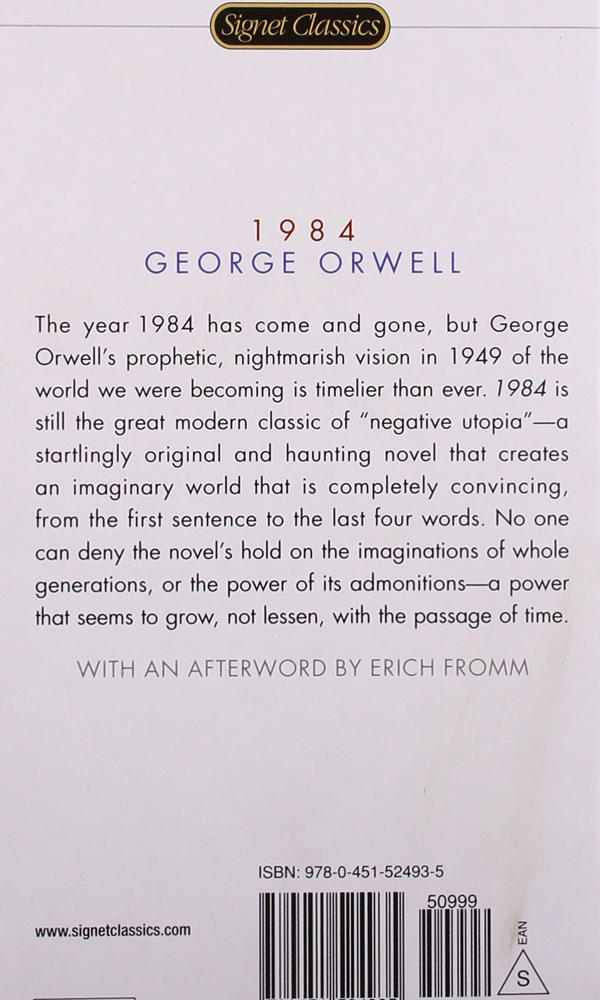 Signet Classics
1984
GEORGE ORWELL
The year 1984 has come and gone, but George
Orwell's prophetic, nightmarish vision in 1949 of the
world we were becoming is timelier than ever. 1984 is
still the great modern classic of “negative utopia”—a
startlingly original and haunting novel that creates
an imaginary world that is completely convincing,
from the first sentence to the last four words. No one
can deny the novel's hold on the imaginations of whole
generations, or the power of its admonitions—a power
that seems to grow, not lessen, with the passage of time.
WITH AN AFTERWORD BY ERICH FROMM
ISBN: 978-0-451-52493-5
50999
www.signetclassics.com
EAN
S